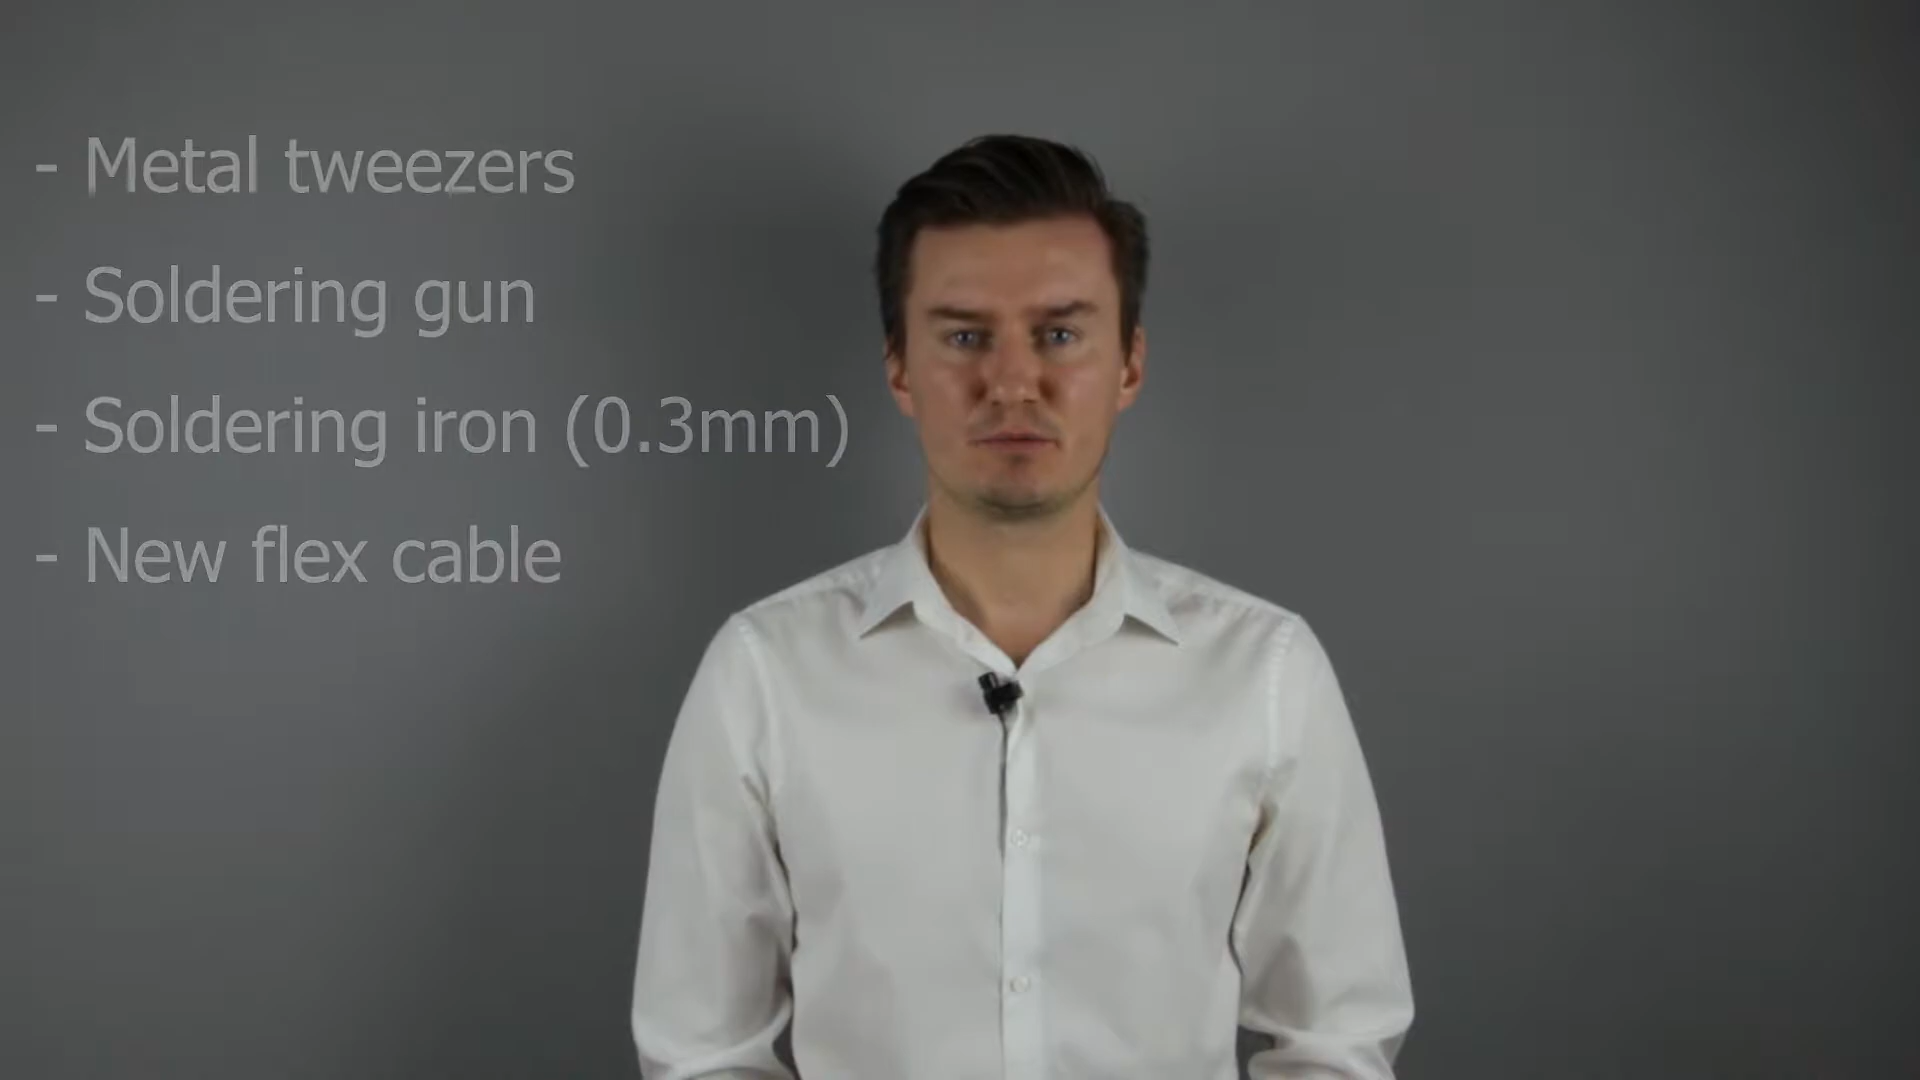 - Metal tweezers
- Soldering gun
- Soldering iron (0.3mm)
- New flex cable